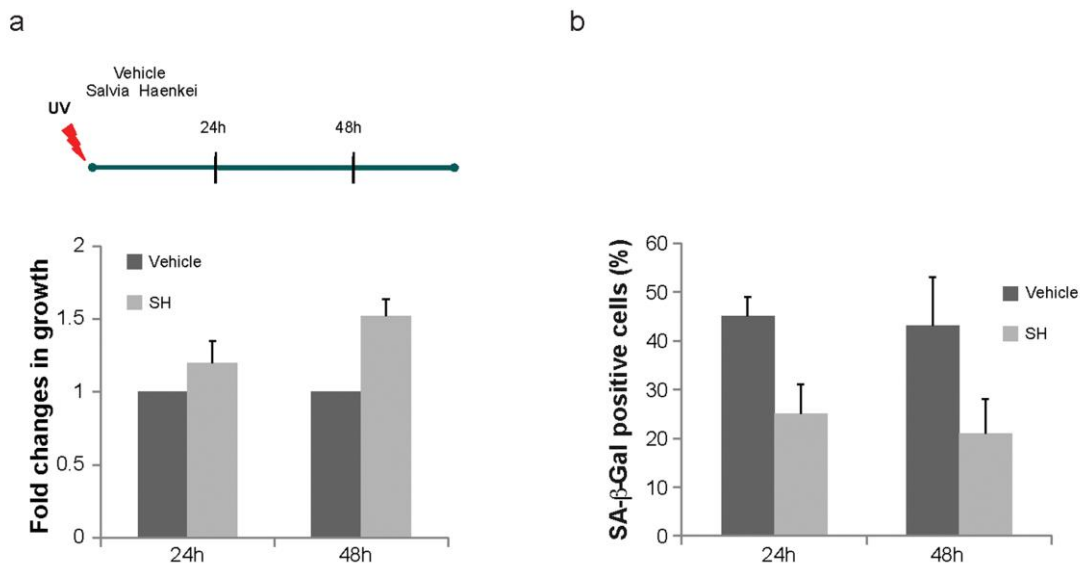 a
Vehicle
Salvia Haenkei
UV
24h
48h
Fold changes in growth
2
1.5
1
0.5
0
Vehicle
SH
24h
48h
b
SA-β-Gal positive cells (%)
60
50
40
30
20
10
0
Vehicle
SH
24h
48h